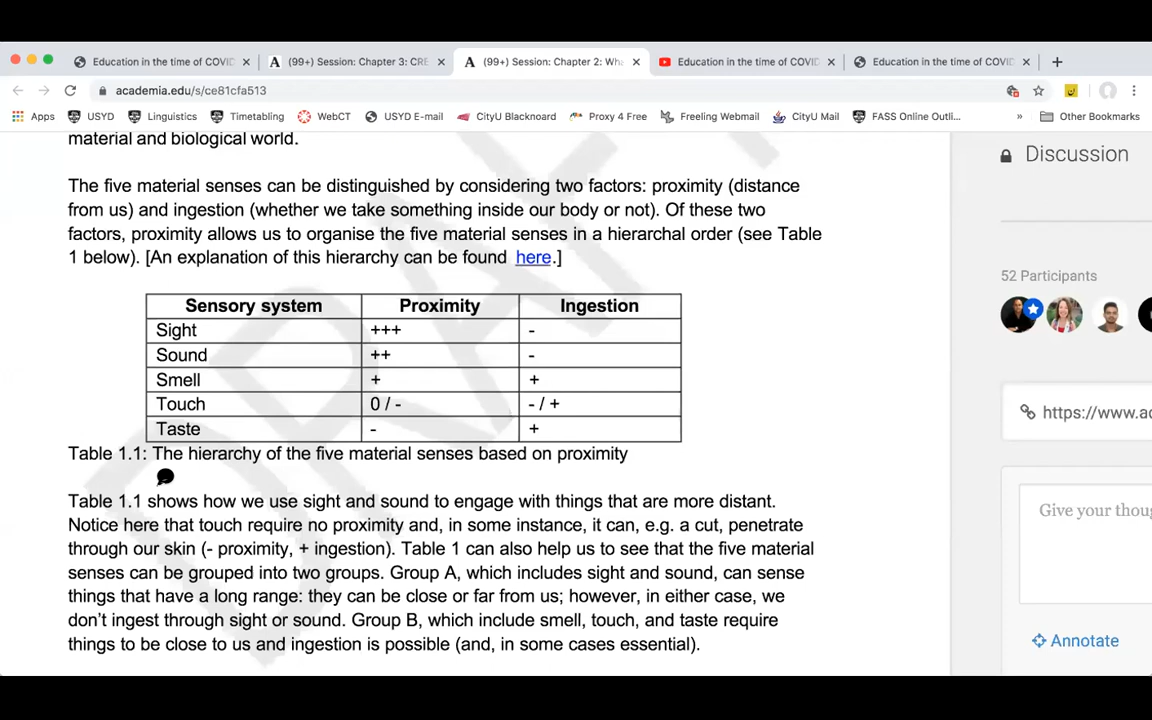 Education in the time of COVID
(99+) Session: Chapter 3: CRE
(99+) Session: Chapter 2: Wha
Education in the time of COVID
Education in the time of COVID
academia.edu/s/ce81cfa513
Apps USYD Linguistics Timetabling WebCT USYD E-mail CityU Blacknoard Proxy 4 Free Freeling Webmail CityU Mail FASS Online Outli... » Other Bookmarks
material and biological world.
The five material senses can be distinguished by considering two factors: proximity (distance
from us) and ingestion (whether we take something inside our body or not). Of these two
factors, proximity allows us to organise the five material senses in a hierarchal order (see Table
1 below). [An explanation of this hierarchy can be found here.]
Sensory system Proximity Ingestion
Sight +++ -
Sound ++ -
Smell + +
Touch 0 / - - / +
Taste - +
Table 1.1: The hierarchy of the five material senses based on proximity
Table 1.1 shows how we use sight and sound to engage with things that are more distant.
Notice here that touch require no proximity and, in some instance, it can, e.g. a cut, penetrate
through our skin (- proximity, + ingestion). Table 1 can also help us to see that the five material
senses can be grouped into two groups. Group A, which includes sight and sound, can sense
things that have a long range: they can be close or far from us; however, in either case, we
don't ingest through sight or sound. Group B, which include smell, touch, and taste require
things to be close to us and ingestion is possible (and, in some cases essential).
DRAFT
Discussion
52 Participants
https://www.ac
Give your thoug
Annotate